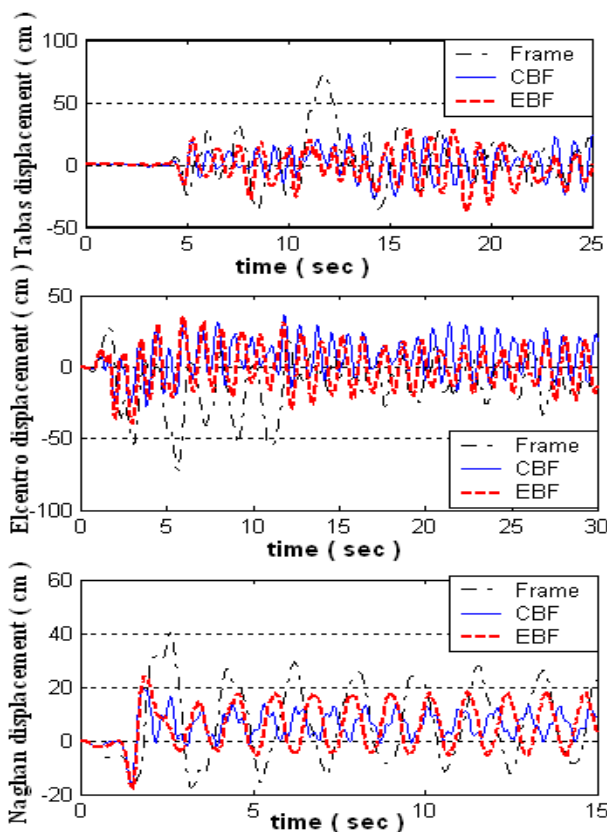 Tabas displacement ( cm )
100
50
0
-50
Frame
CBF
EBF
0 5 10 15 20 25
time ( sec )
Elcentro displacement ( cm )
50
0
-50
-100
Frame
CBF
EBF
0 5 10 15 20 25 30
time ( sec )
Naghan displacement ( cm )
60
40
20
0
-20
Frame
CBF
EBF
0 5 10 15
time ( sec )